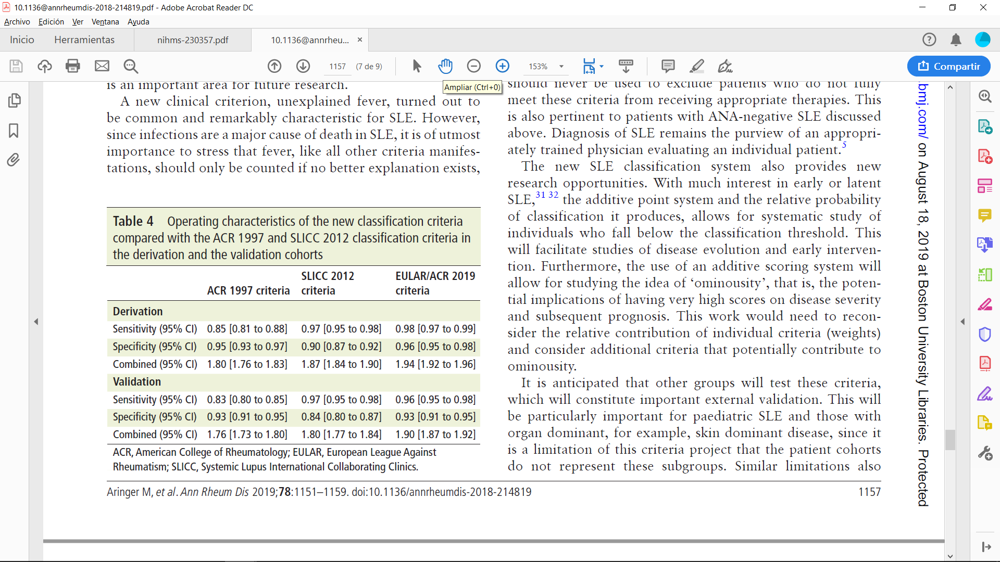 10.1136@annrheumdis-2018-214819.pdf - Adobe Acrobat Reader DC
Archivo Edición Ver Ventana Ayuda
Inicio Herramientas nihms-230357.pdf 10.1136@annrheu... ×
1157 (7 de 9) 153% Compartir
Ampliar (Ctrl+0)
is an important area for future research.
A new clinical criterion, unexplained fever, turned out to
be common and remarkably characteristic for SLE. However,
since infections are a major cause of death in SLE, it is of utmost
importance to stress that fever, like all other criteria manifes-
tations, should only be counted if no better explanation exists,
Table 4 Operating characteristics of the new classification criteria
compared with the ACR 1997 and SLICC 2012 classification criteria in
the derivation and the validation cohorts
ACR 1997 criteria SLICC 2012 criteria EULAR/ACR 2019 criteria
Derivation
Sensitivity (95% CI) 0.85 [0.81 to 0.88] 0.97 [0.95 to 0.98] 0.98 [0.97 to 0.99]
Specificity (95% CI) 0.95 [0.93 to 0.97] 0.90 [0.87 to 0.92] 0.96 [0.95 to 0.98]
Combined (95% CI) 1.80 [1.76 to 1.83] 1.87 [1.84 to 1.90] 1.94 [1.92 to 1.96]
Validation
Sensitivity (95% CI) 0.83 [0.80 to 0.85] 0.97 [0.95 to 0.98] 0.96 [0.95 to 0.98]
Specificity (95% CI) 0.93 [0.91 to 0.95] 0.84 [0.80 to 0.87] 0.93 [0.91 to 0.95]
Combined (95% CI) 1.76 [1.73 to 1.80] 1.80 [1.77 to 1.84] 1.90 [1.87 to 1.92]
ACR, American College of Rheumatology; EULAR, European League Against
Rheumatism; SLICC, Systemic Lupus International Collaborating Clinics.
should never be used to exclude patients who do not fully
meet these criteria from receiving appropriate therapies. This
is also pertinent to patients with ANA-negative SLE discussed
above. Diagnosis of SLE remains the purview of an appropri-
ately trained physician evaluating an individual patient.5
The new SLE classification system also provides new
research opportunities. With much interest in early or latent
SLE,31 32 the additive point system and the relative probability
of classification it produces, allows for systematic study of
individuals who fall below the classification threshold. This
will facilitate studies of disease evolution and early interven-
tion. Furthermore, the use of an additive scoring system will
allow for studying the idea of ‘ominousity’, that is, the poten-
tial implications of having very high scores on disease severity
and subsequent prognosis. This work would need to recon-
sider the relative contribution of individual criteria (weights)
and consider additional criteria that potentially contribute to
ominousity.
It is anticipated that other groups will test these criteria,
which will constitute important external validation. This will
be particularly important for paediatric SLE and those with
organ dominant, for example, skin dominant disease, since it
is a limitation of this criteria project that the patient cohorts
do not represent these subgroups. Similar limitations also
Aringer M, et al. Ann Rheum Dis 2019;78:1151–1159. doi:10.1136/annrheumdis-2018-214819 1157
.bmj.com/ on August 18, 2019 at Boston University Libraries. Protected